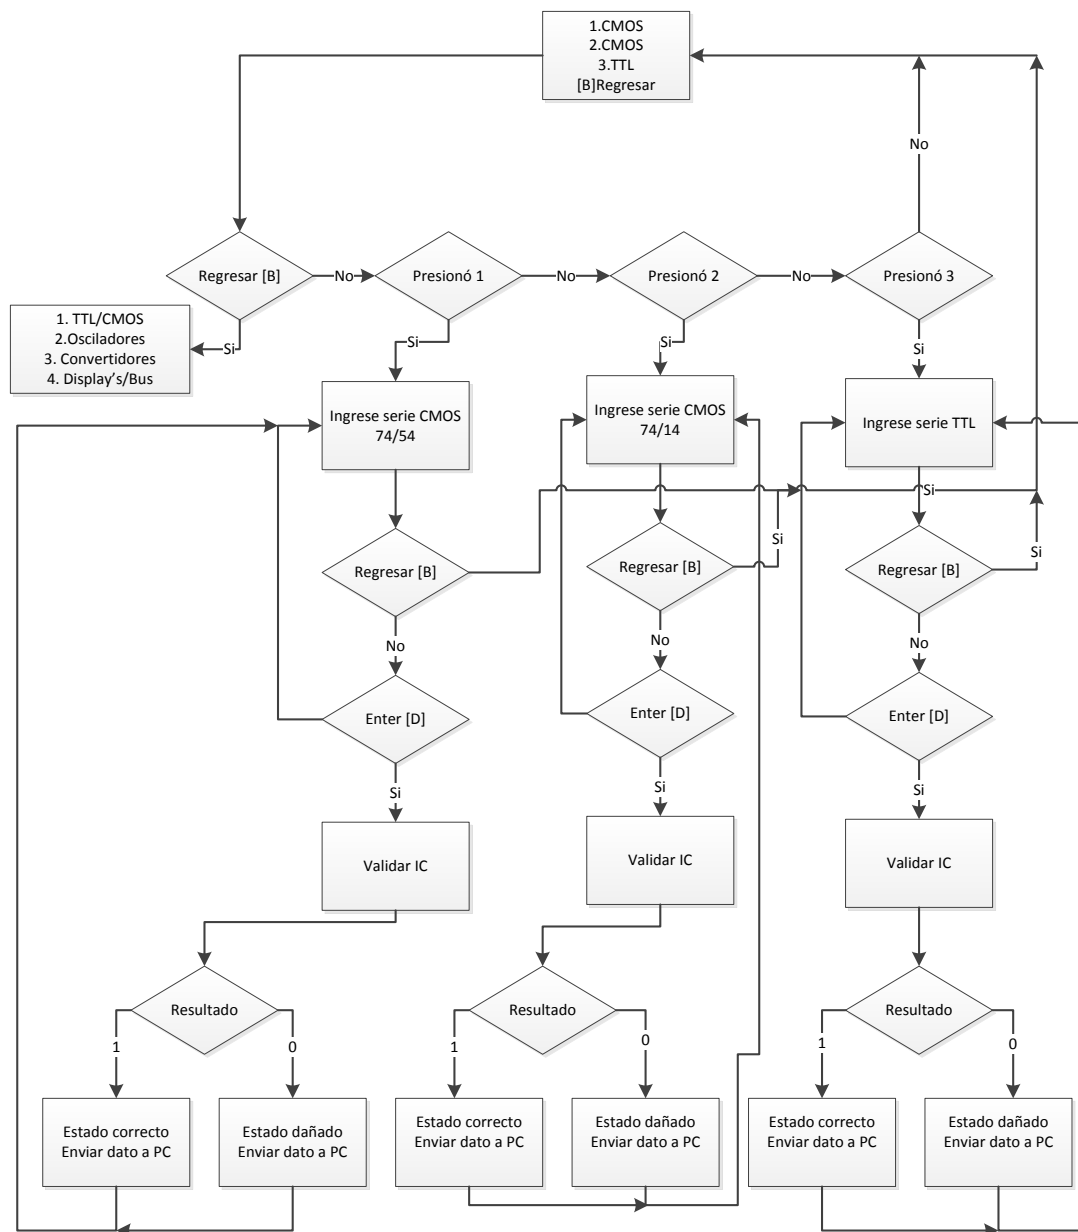 1.CMOS
2.CMOS
3.TTL
[B]Regresar
No
Regresar [B]
No
Presionó 1
No
Presionó 2
No
Presionó 3
1. TTL/CMOS
2.Osciladores
3. Convertidores
4. Display's/Bus
Si
Si
Si
Si
Ingrese serie CMOS
74/54
Ingrese serie CMOS
74/14
Ingrese serie TTL
Si
Si
Si
Regresar [B]
Regresar [B]
Regresar [B]
No
No
No
Enter [D]
Enter [D]
Enter [D]
Si
Si
Si
Validar IC
Validar IC
Validar IC
Resultado
Resultado
Resultado
1
0
1
0
1
0
Estado correcto
Enviar dato a PC
Estado dañado
Enviar dato a PC
Estado correcto
Enviar dato a PC
Estado dañado
Enviar dato a PC
Estado correcto
Enviar dato a PC
Estado dañado
Enviar dato a PC